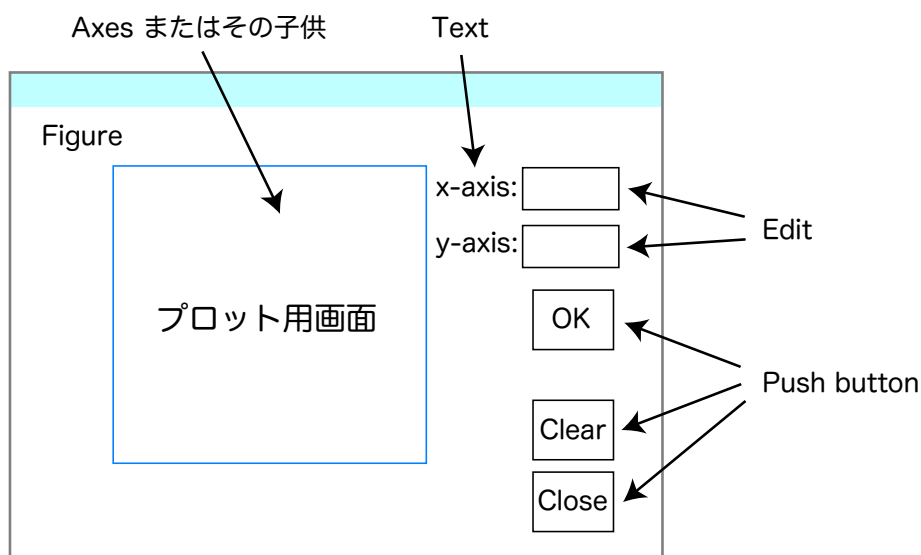 Axes またはその子供
Text
Figure
x-axis:
y-axis:
Edit
プロット用画面
OK
Push button
Clear
Close